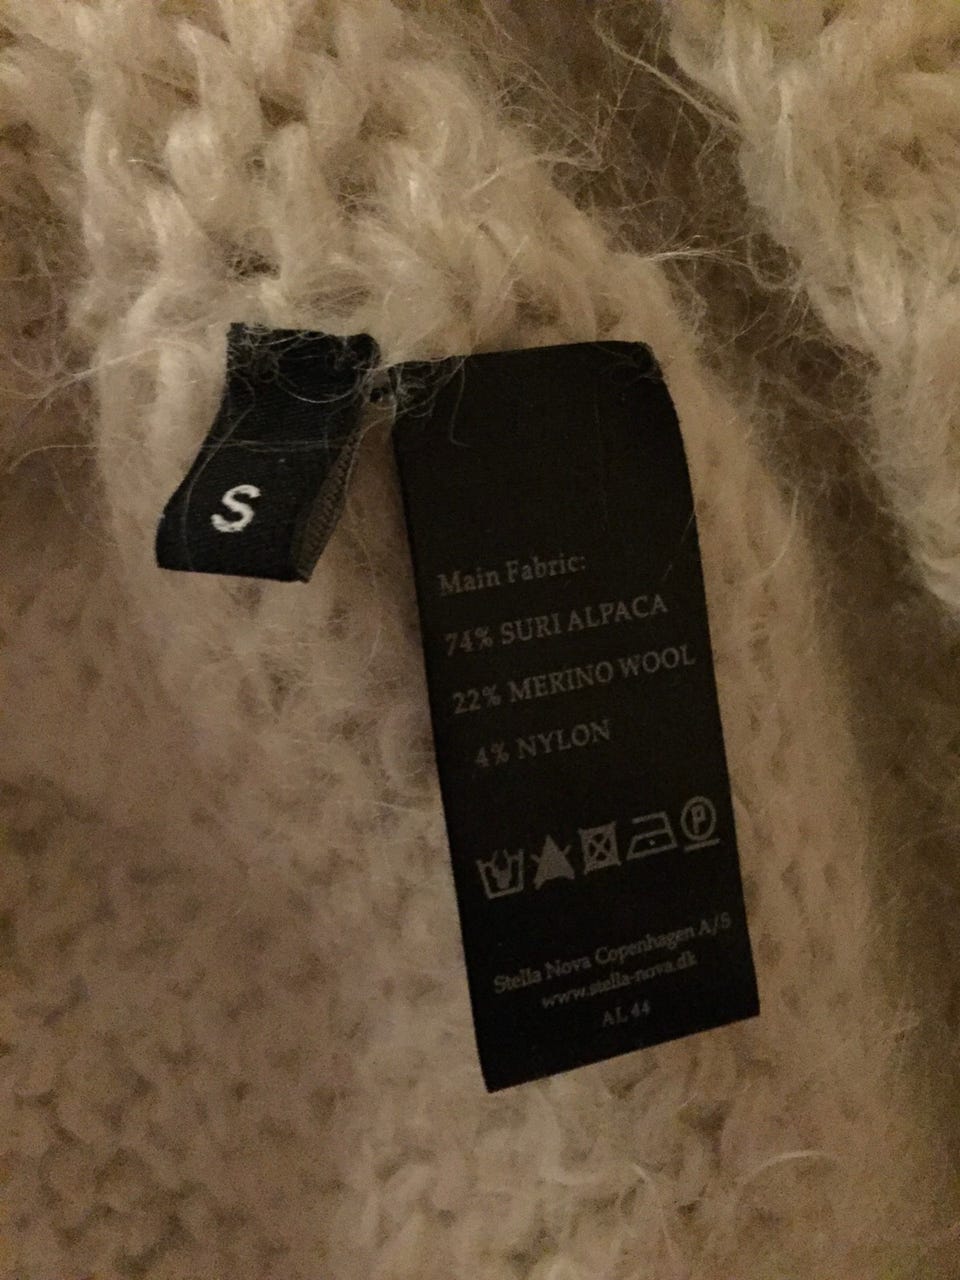 S
Main Fabric:
74% SURI ALPACA
22% MERINO WOOL
4% NYLON
P
Stella Nova Copenhagen A/S
www.stella-nova.dk
AL 44